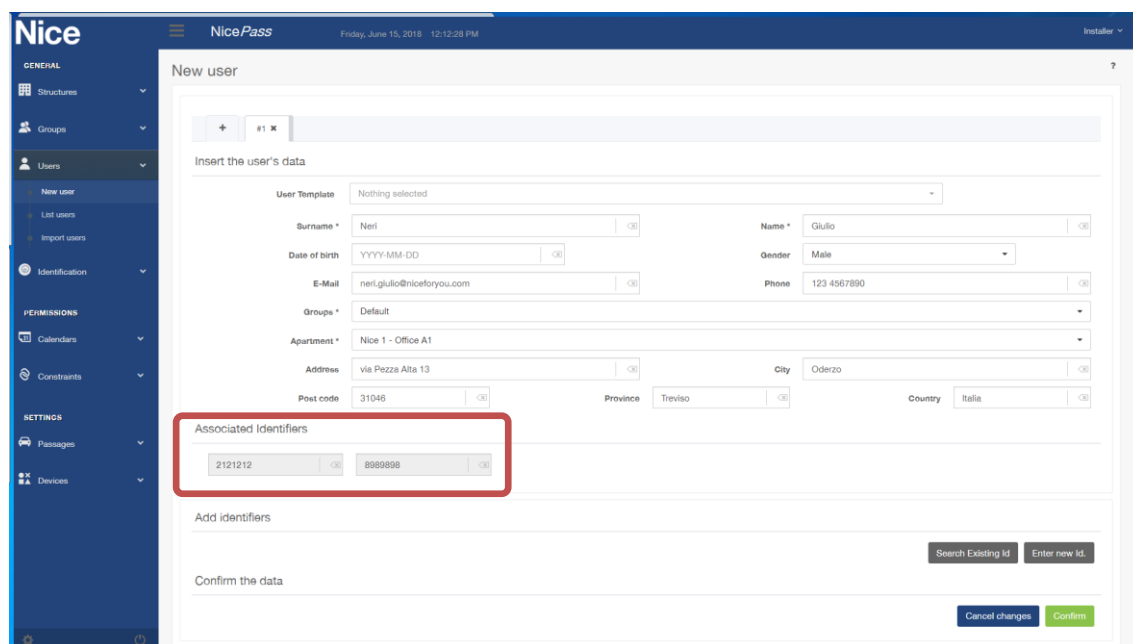 Nice
NicePass Friday, June 15, 2018 12:12:28 PM Installer
GENERAL
Structures
Groups
Users
New user
List users
Import users
Identification
PERMISSIONS
Calendars
Constraints
SETTINGS
Passages
Devices
New user ?
+ #1 ✖
Insert the user's data
User Template Nothing selected
Surname * Neri Name * Giulio
Date of birth YYYY-MM-DD Gender Male
E-Mail neri.giulio@niceforyou.com Phone 123 4567890
Groups * Default
Apartment * Nice 1 - Office A1
Address via Pezza Alta 13 City Oderzo
Post code 31046 Province Treviso Country Italia
Associated Identifiers
2121212 8989898
Add identifiers
Search Existing Id Enter new Id.
Confirm the data
Cancel changes Confirm